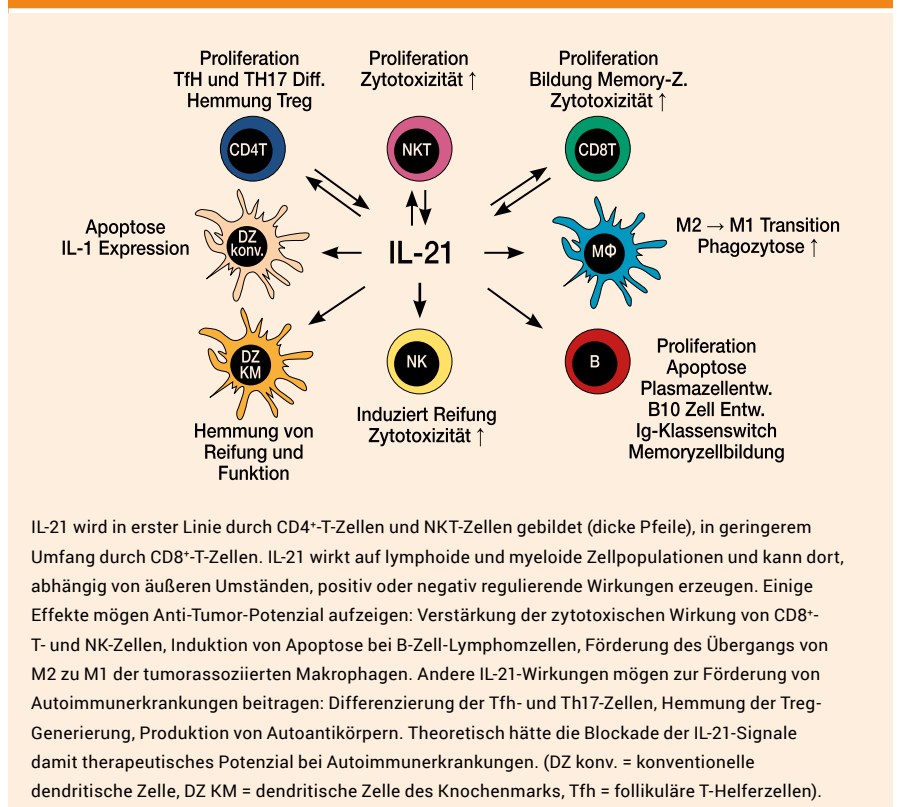 Proliferation
TfH und TH17 Diff.
Hemmung Treg
CD4T
Proliferation
Zytotoxizität ↑
NKT
Proliferation
Bildung Memory-Z.
Zytotoxizität ↑
CD8T
Apoptose
IL-1 Expression
DZ
konv.
IL-21
MΦ
M2 → M1 Transition
Phagozytose ↑
DZ
KM
Hemmung von
Reifung und
Funktion
NK
Induziert Reifung
Zytotoxizität ↑
B
Proliferation
Apoptose
Plasmazellentw.
B10 Zell Entw.
Ig-Klassenswitch
Memoryzellbildung
IL-21 wird in erster Linie durch CD4⁺-T-Zellen und NKT-Zellen gebildet (dicke Pfeile), in geringerem
Umfang durch CD8⁺-T-Zellen. IL-21 wirkt auf lymphoide und myeloide Zellpopulationen und kann dort,
abhängig von äußeren Umständen, positiv oder negativ regulierende Wirkungen erzeugen. Einige
Effekte mögen Anti-Tumor-Potenzial aufzeigen: Verstärkung der zytotoxischen Wirkung von CD8⁺-
T- und NK-Zellen, Induktion von Apoptose bei B-Zell-Lymphomzellen, Förderung des Übergangs von
M2 zu M1 der tumorassoziierten Makrophagen. Andere IL-21-Wirkungen mögen zur Förderung von
Autoimmunerkrankungen beitragen: Differenzierung der Tfh- und Th17-Zellen, Hemmung der Treg-
Generierung, Produktion von Autoantikörpern. Theoretisch hätte die Blockade der IL-21-Signale
damit therapeutisches Potenzial bei Autoimmunerkrankungen. (DZ konv. = konventionelle
dendritische Zelle, DZ KM = dendritische Zelle des Knochenmarks, Tfh = follikuläre T-Helferzellen).